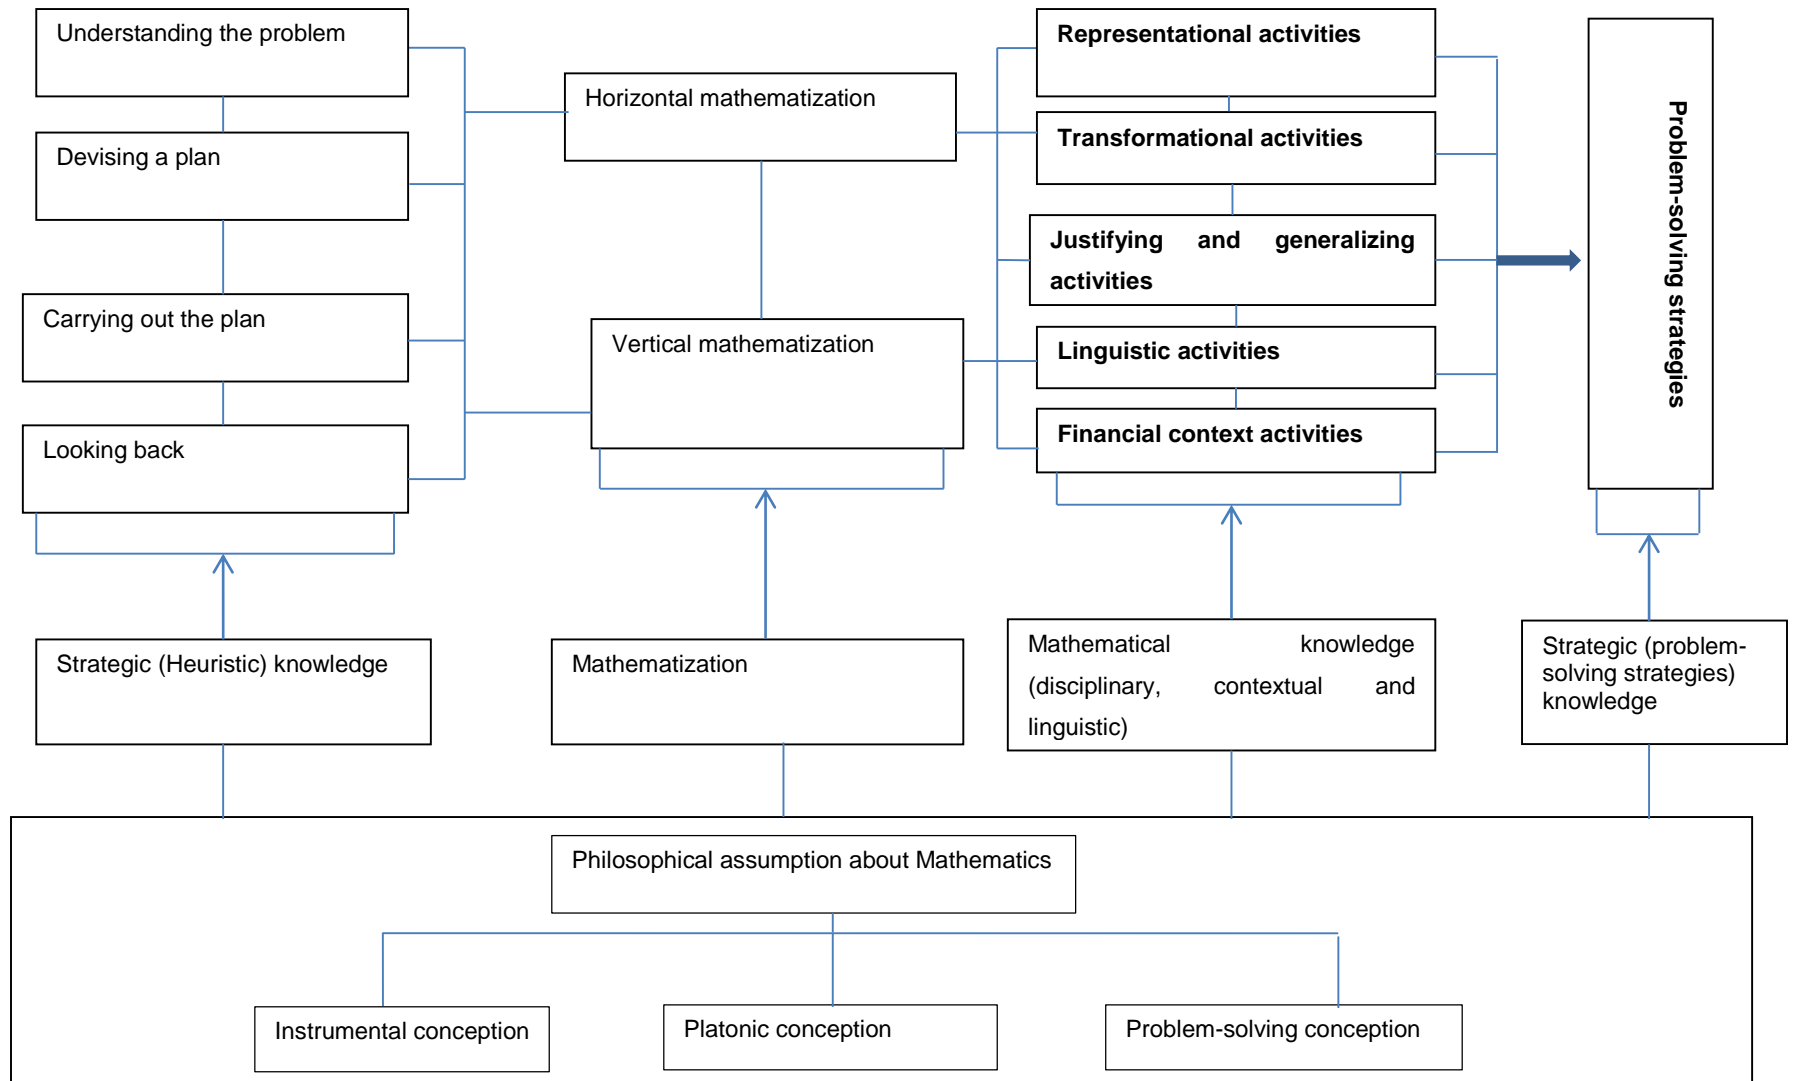 Understanding the problem
Devising a plan
Carrying out the plan
Looking back
Horizontal mathematization
Vertical mathematization
Representational activities
Transformational activities
Justifying and generalizing
activities
Linguistic activities
Financial context activities
Problem-solving strategies
Strategic (Heuristic) knowledge
Mathematization
Mathematical knowledge
(disciplinary, contextual and
linguistic)
Strategic (problem-
solving strategies)
knowledge
Philosophical assumption about Mathematics
Instrumental conception
Platonic conception
Problem-solving conception